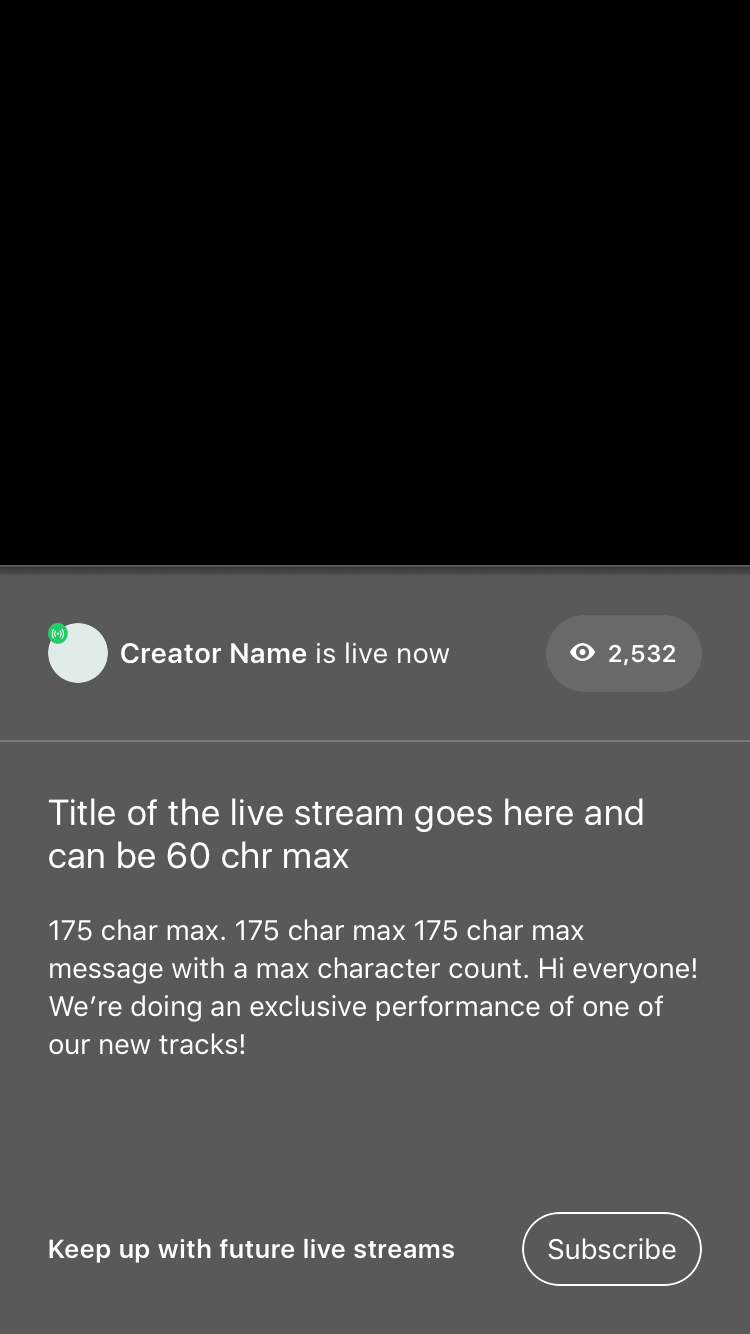 Creator Name is live now
2,532
Title of the live stream goes here and
can be 60 chr max
175 char max. 175 char max 175 char max
message with a max character count. Hi everyone!
We’re doing an exclusive performance of one of
our new tracks!
Keep up with future live streams
Subscribe